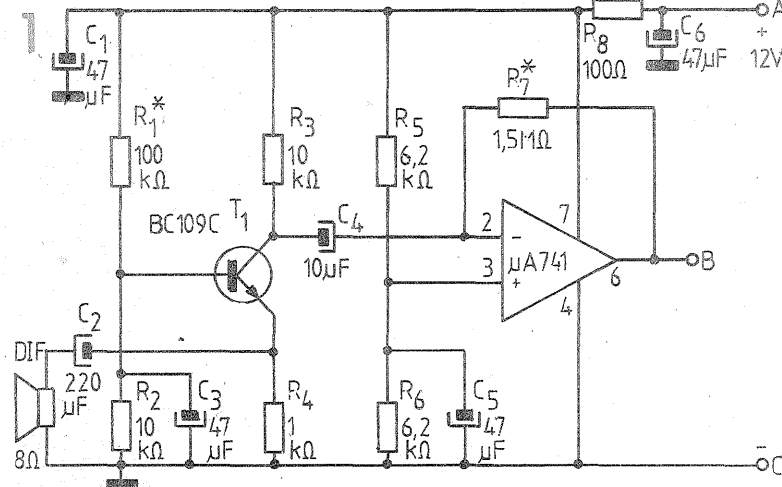 1
C1
47
µF
R1*
100
kΩ
R3
10
kΩ
R5
6,2
kΩ
R7*
1,5MΩ
R8
100Ω
C6
47µF
A
+
12V
BC109C
T1
C4
10µF
2
-
3
+
µA741
7
6
4
B
C2
220
µF
DIF
8Ω
R2
10
kΩ
C3
47
µF
R4
1
kΩ
R6
6,2
kΩ
C5
47
µF
-
C